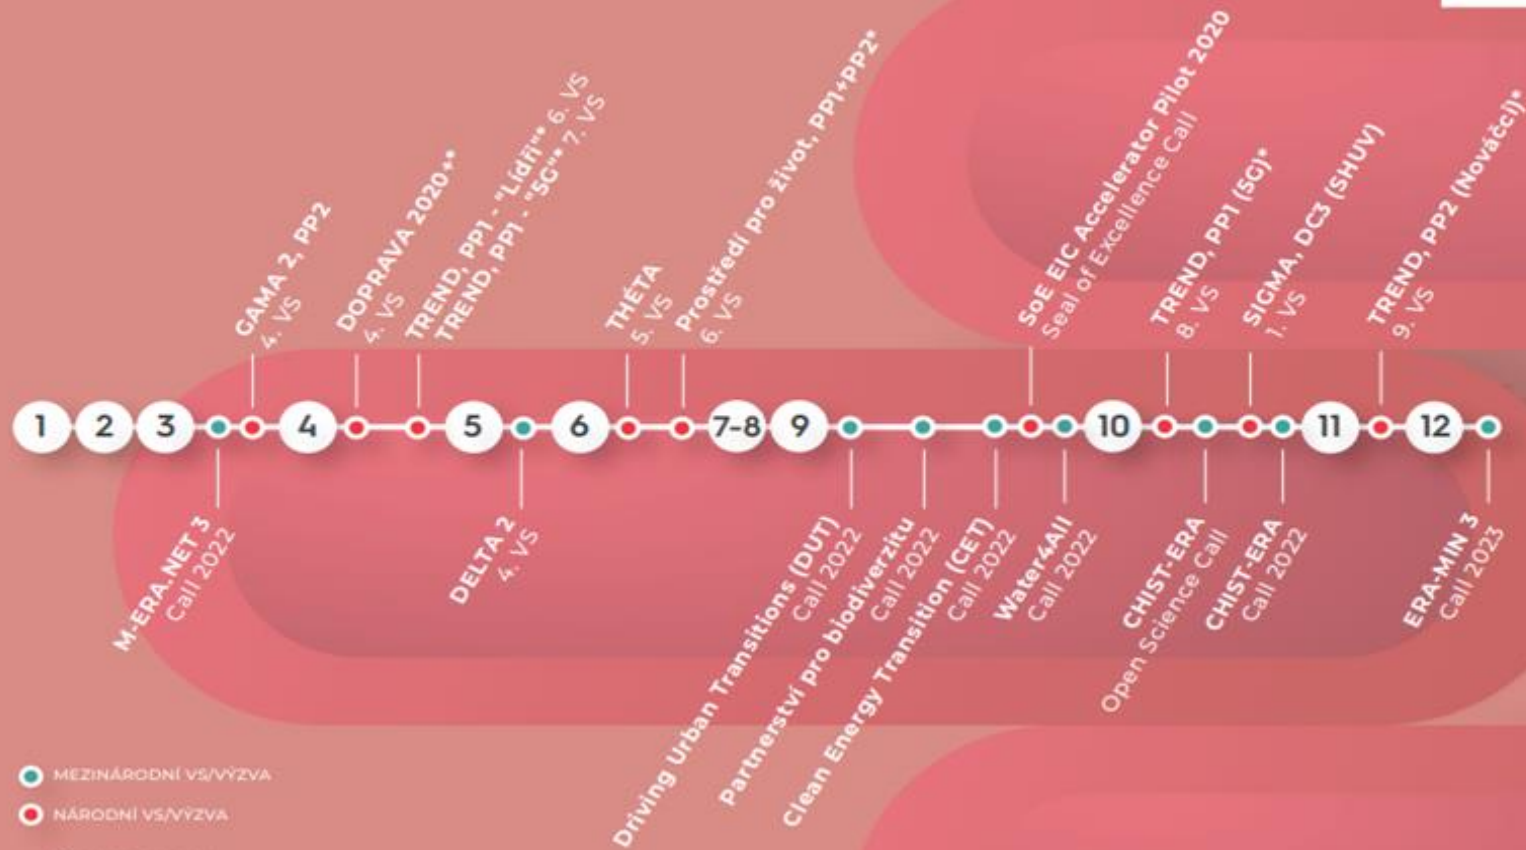 GAMA 2, PP2
4. VS
DOPRAVA 2020+*
4. VS
TREND, PP1 - "Lídři"* 6. VS
TREND, PP1 - "5G"* 7. VS
THÉTA
5. VS
Prostředí pro život, PP1+PP2*
6. VS
SoE EIC Accelerator Pilot 2020
Seal of Excellence Call
TREND, PP1 (5G)*
8. VS
SIGMA, DC3 (SHUV)
1. VS
TREND, PP2 (Nováčci)*
9. VS
1 2 3 4 5 6 7-8 9 10 11 12
M-ERA.NET 3
Call 2022
DELTA 2
4. VS
Driving Urban Transitions (DUT)
Call 2022
Partnerství pro biodiverzitu
Call 2022
Clean Energy Transition (CET)
Call 2022
Water4All
Call 2022
CHIST-ERA
Open Science Call
CHIST-ERA
Call 2022
ERA-MIN 3
Call 2023
MEZINÁRODNÍ VS/VÝZVA
NÁRODNÍ VS/VÝZVA